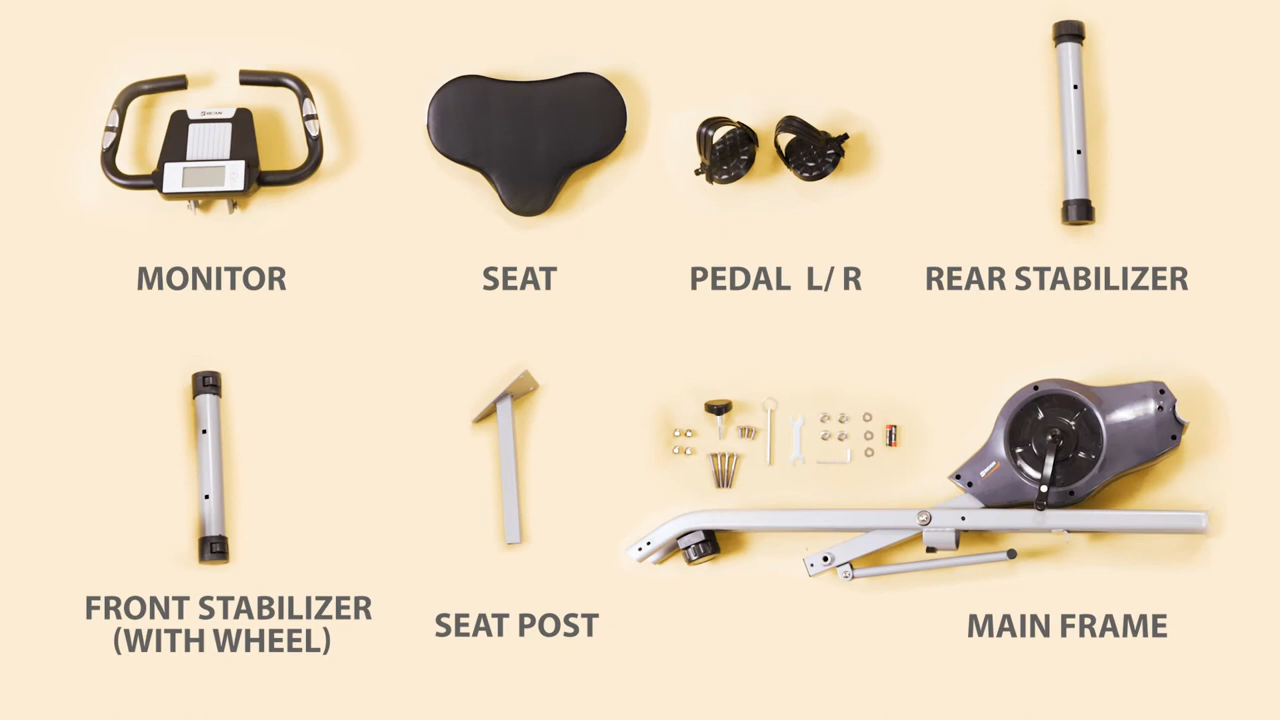 MONITOR
SEAT
PEDAL L/ R
REAR STABILIZER
FRONT STABILIZER
(WITH WHEEL)
SEAT POST
MAIN FRAME